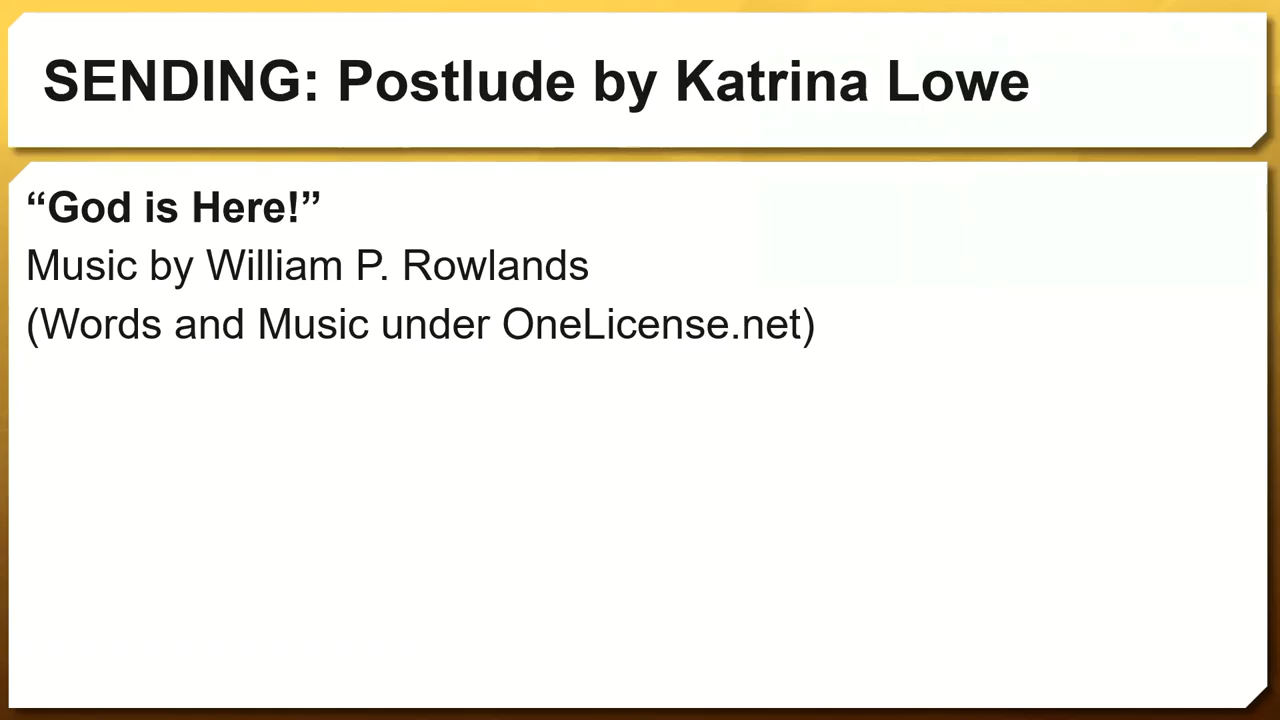 SENDING: Postlude by Katrina Lowe
“God is Here!”
Music by William P. Rowlands
(Words and Music under OneLicense.net)